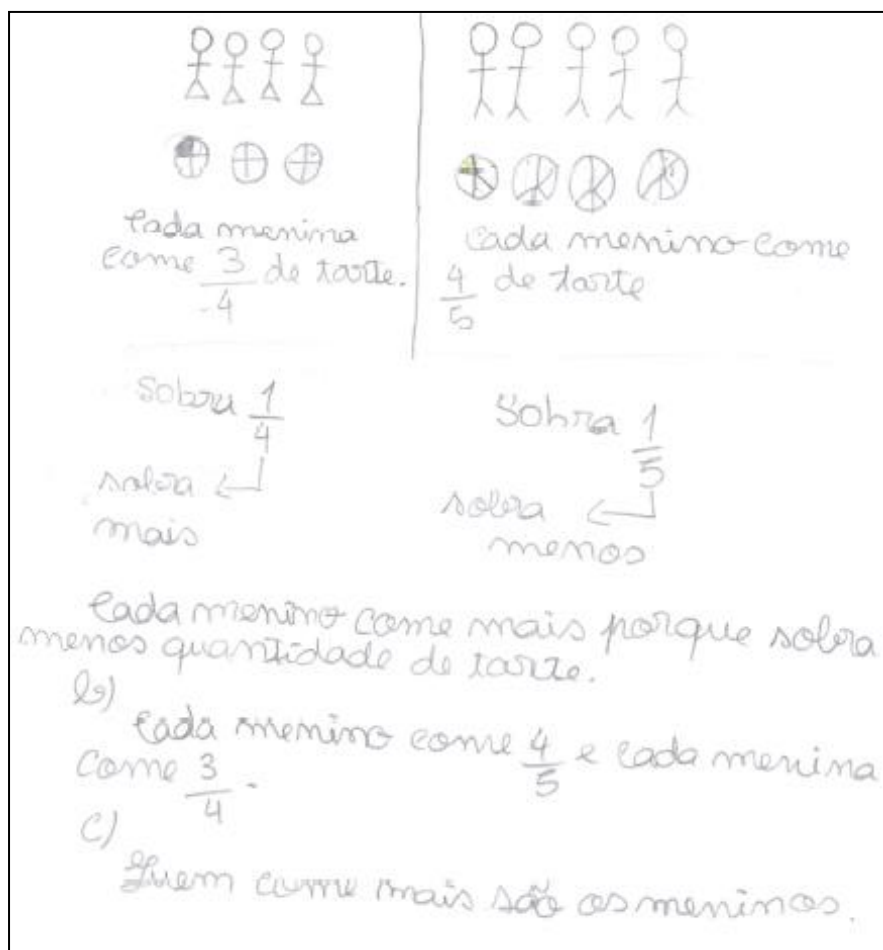 Cada menina
come 3/4 de tarte.
Cada menino come
4/5 de tarte
Sobra 1/4
sobra
mais
Sobra 1/5
sobra
menos
Cada menino come mais porque sobra
menos quantidade de tarte.
b)
Cada menino come 4/5 e cada menina
come 3/4.
c)
Quem come mais são os meninos.